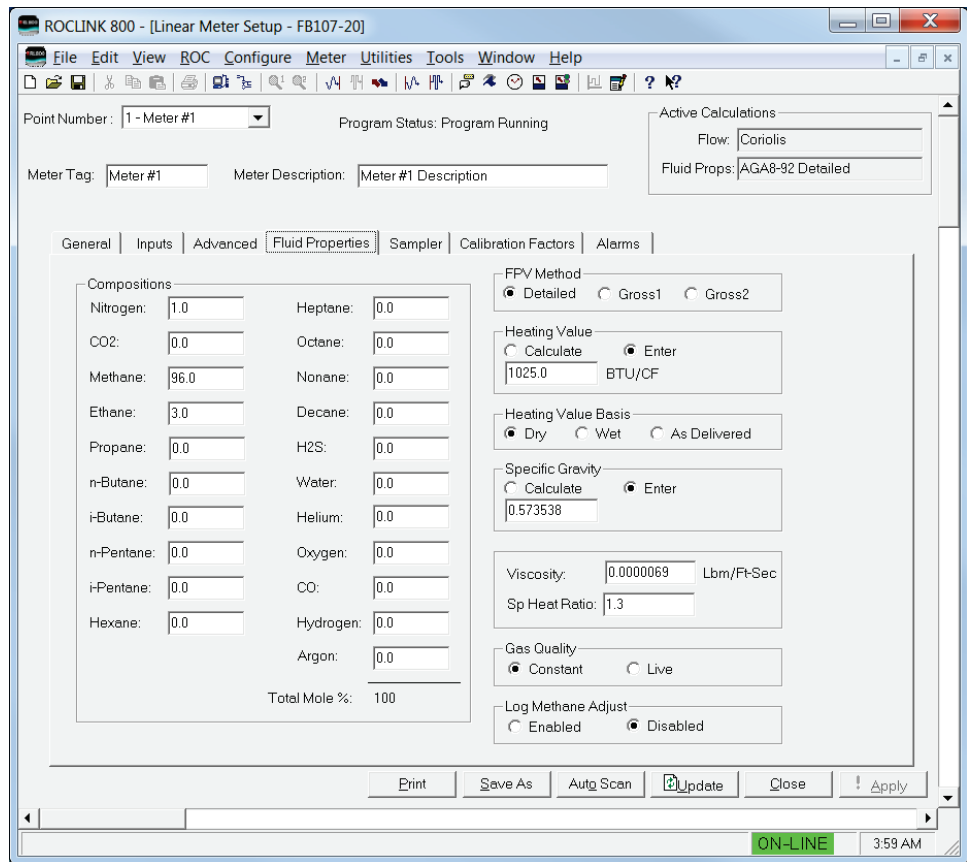 ROCLINK 800 - [Linear Meter Setup - FB107-20]
File Edit View ROC Configure Meter Utilities Tools Window Help
Point Number : 1 - Meter #1
Program Status: Program Running
Active Calculations
Flow: Coriolis
Fluid Props: AGA8-92 Detailed
Meter Tag: Meter #1 Meter Description: Meter #1 Description
General Inputs Advanced Fluid Properties Sampler Calibration Factors Alarms
Compositions
Nitrogen: 1.0 Heptane: 0.0
CO2: 0.0 Octane: 0.0
Methane: 96.0 Nonane: 0.0
Ethane: 3.0 Decane: 0.0
Propane: 0.0 H2S: 0.0
n-Butane: 0.0 Water: 0.0
i-Butane: 0.0 Helium: 0.0
n-Pentane: 0.0 Oxygen: 0.0
i-Pentane: 0.0 CO: 0.0
Hexane: 0.0 Hydrogen: 0.0
Argon: 0.0
Total Mole %: 100
FPV Method
Detailed Gross1 Gross2
Heating Value
Calculate Enter
1025.0 BTU/CF
Heating Value Basis
Dry Wet As Delivered
Specific Gravity
Calculate Enter
0.573538
Viscosity: 0.0000069 Lbm/Ft-Sec
Sp Heat Ratio: 1.3
Gas Quality
Constant Live
Log Methane Adjust
Enabled Disabled
Print Save As Auto Scan Update Close ! Apply
ON-LINE 3:59 AM